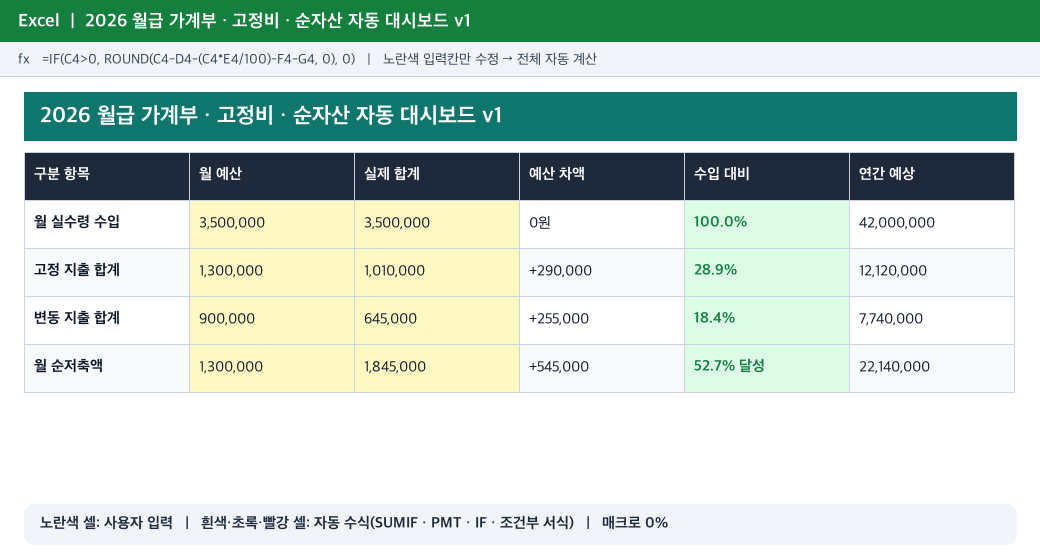 Excel | 2026 월급 가계부 · 고정비 · 순자산 자동 대시보드 v1
fx =IF(C4>0, ROUND(C4-D4-(C4*E4/100)-F4-G4, 0), 0) | 노란색 입력칸만 수정 → 전체 자동 계산
2026 월급 가계부 · 고정비 · 순자산 자동 대시보드 v1
구분 항목 월 예산 실제 합계 예산 차액 수입 대비 연간 예상
월 실수령 수입 3,500,000 3,500,000 0원 100.0% 42,000,000
고정 지출 합계 1,300,000 1,010,000 +290,000 28.9% 12,120,000
변동 지출 합계 900,000 645,000 +255,000 18.4% 7,740,000
월 순저축액 1,300,000 1,845,000 +545,000 52.7% 달성 22,140,000
노란색 셀: 사용자 입력 | 흰색·초록·빨강 셀: 자동 수식(SUMIF · PMT · IF · 조건부 서식) | 매크로 0%